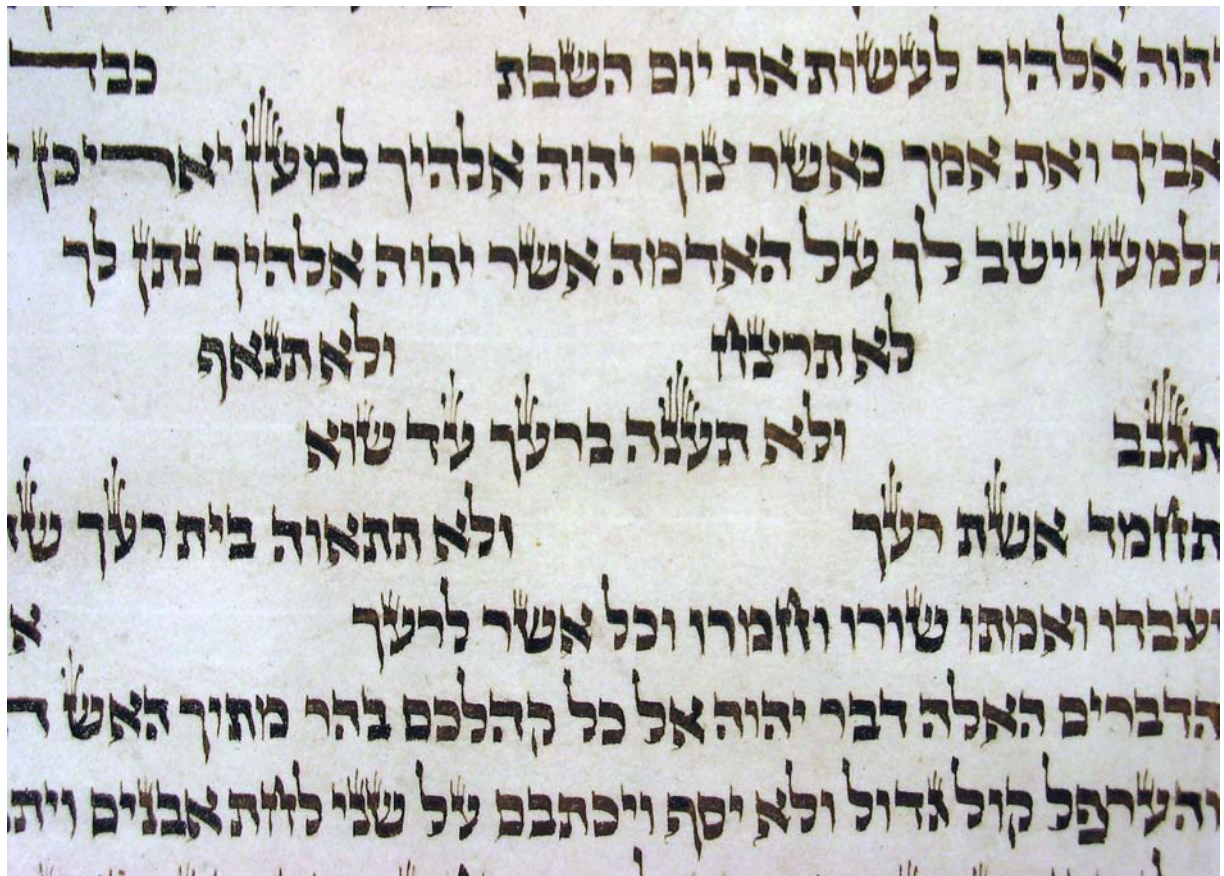 יהוה אלהיך לעשות את יום השבת כבד
אביך ואת אמך כאשר צוך יהוה אלהיך למען יאריכן
ולמען ייטב לך על האדמה אשר יהוה אלהיך נתן לך
לא תרצח ולא תנאף
תגנב ולא תענה ברעך עד שוא
תחמד אשת רעך ולא תתאוה בית רעך
ועבדו ואמתו שורו וחמרו וכל אשר לרעך
הדברים האלה דבר יהוה אל כל קהלכם בהר מתוך האש
והערפל קול גדול ולא יסף ויכתבם על שני לחת אבנים